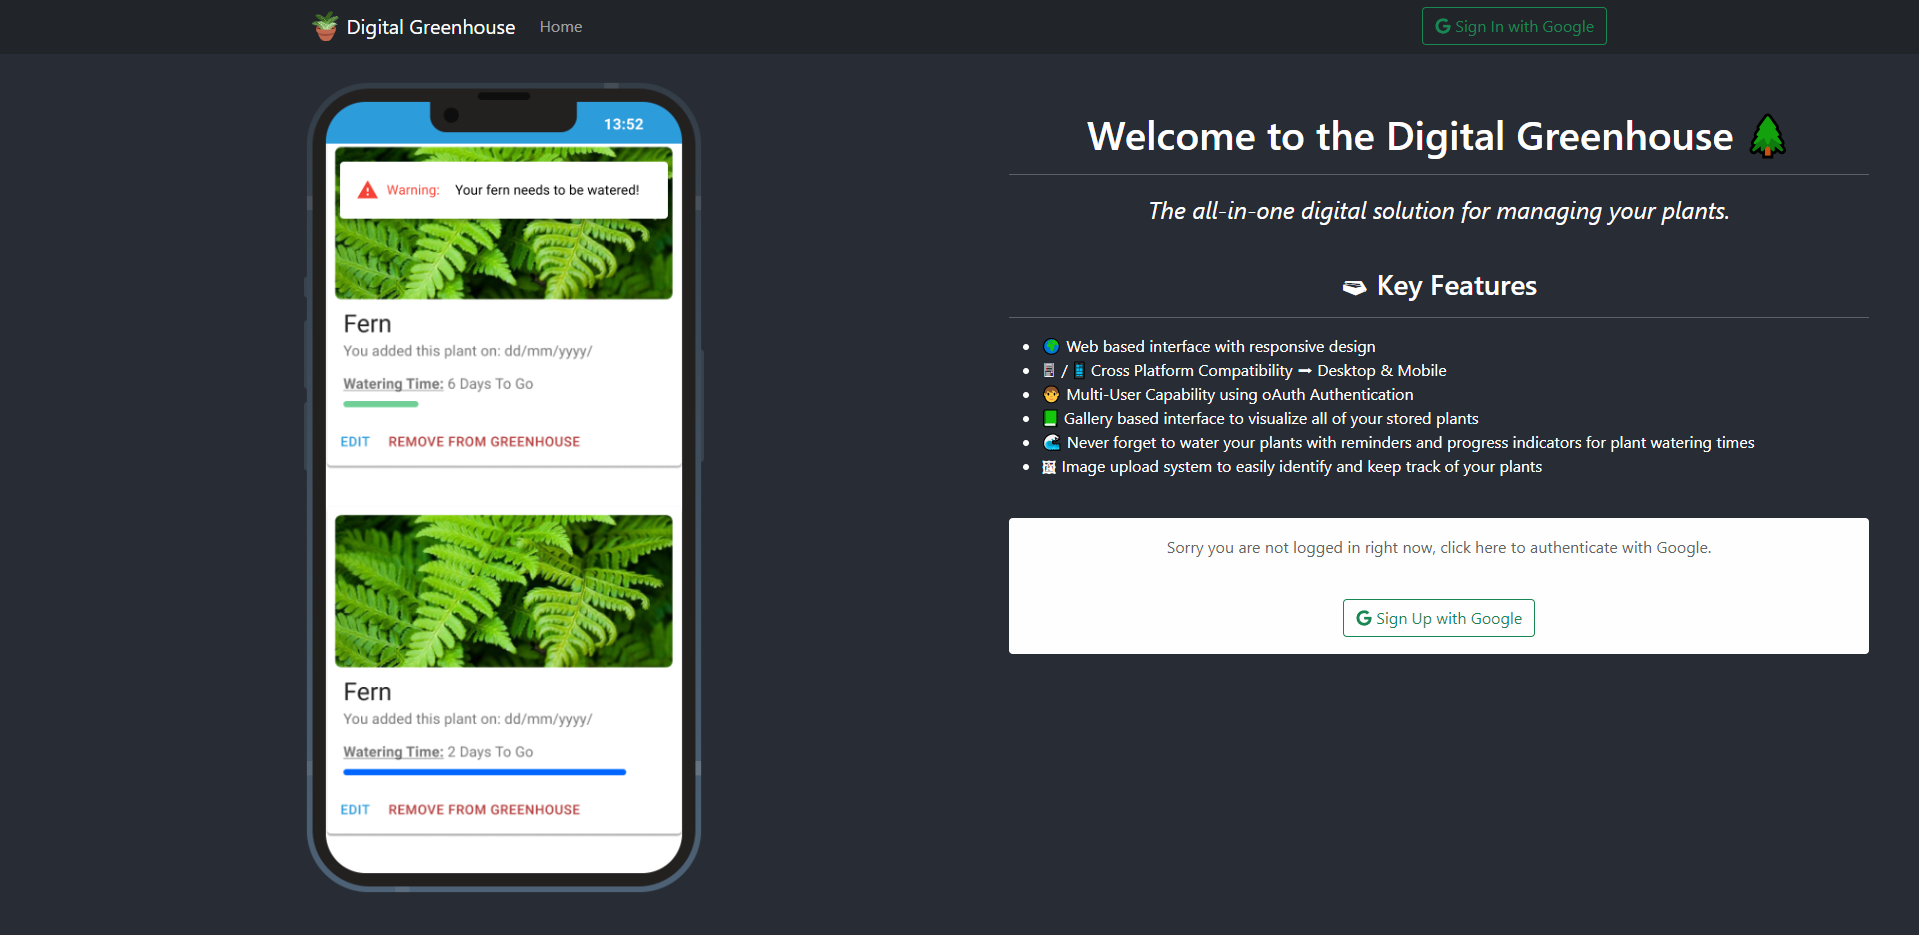 Digital Greenhouse
Home
Sign In with Google
13:52
Warning: Your fern needs to be watered!
Fern
You added this plant on: dd/mm/yyyy/
Watering Time: 6 Days To Go
EDIT REMOVE FROM GREENHOUSE
Fern
You added this plant on: dd/mm/yyyy/
Watering Time: 2 Days To Go
EDIT REMOVE FROM GREENHOUSE
Welcome to the Digital Greenhouse 🌲
The all-in-one digital solution for managing your plants.
Key Features
• 🌍 Web based interface with responsive design
• 🖥 / 📱 Cross Platform Compatibility ➡ Desktop & Mobile
• 🧑 Multi-User Capability using oAuth Authentication
• 📗 Gallery based interface to visualize all of your stored plants
• 🌊 Never forget to water your plants with reminders and progress indicators for plant watering times
• 🖼 Image upload system to easily identify and keep track of your plants
Sorry you are not logged in right now, click here to authenticate with Google.
Sign Up with Google